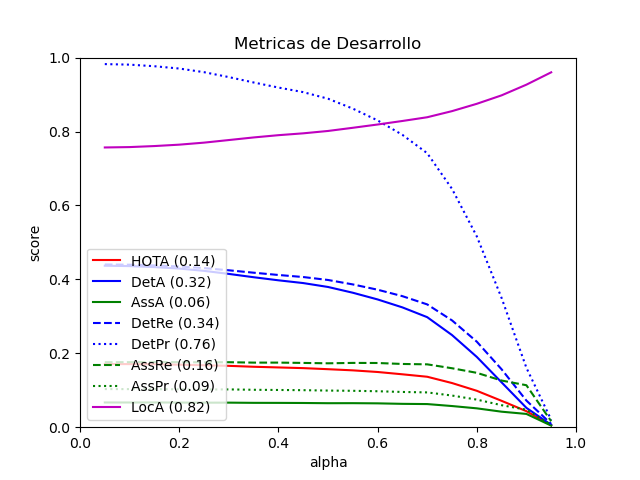 Metricas de Desarrollo
score
1.0
0.8
0.6
0.4
0.2
0.0
HOTA (0.14)
DetA (0.32)
AssA (0.06)
DetRe (0.34)
DetPr (0.76)
AssRe (0.16)
AssPr (0.09)
LocA (0.82)
0.0 0.2 0.4 0.6 0.8 1.0
alpha